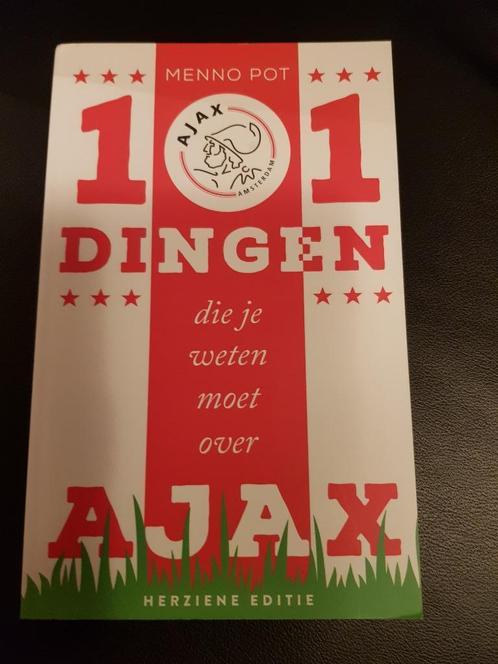 MENNO POT
101
AJAX
AMSTERDAM
DINGEN
die je
weten
moet
over
AJAX
HERZIENE EDITIE